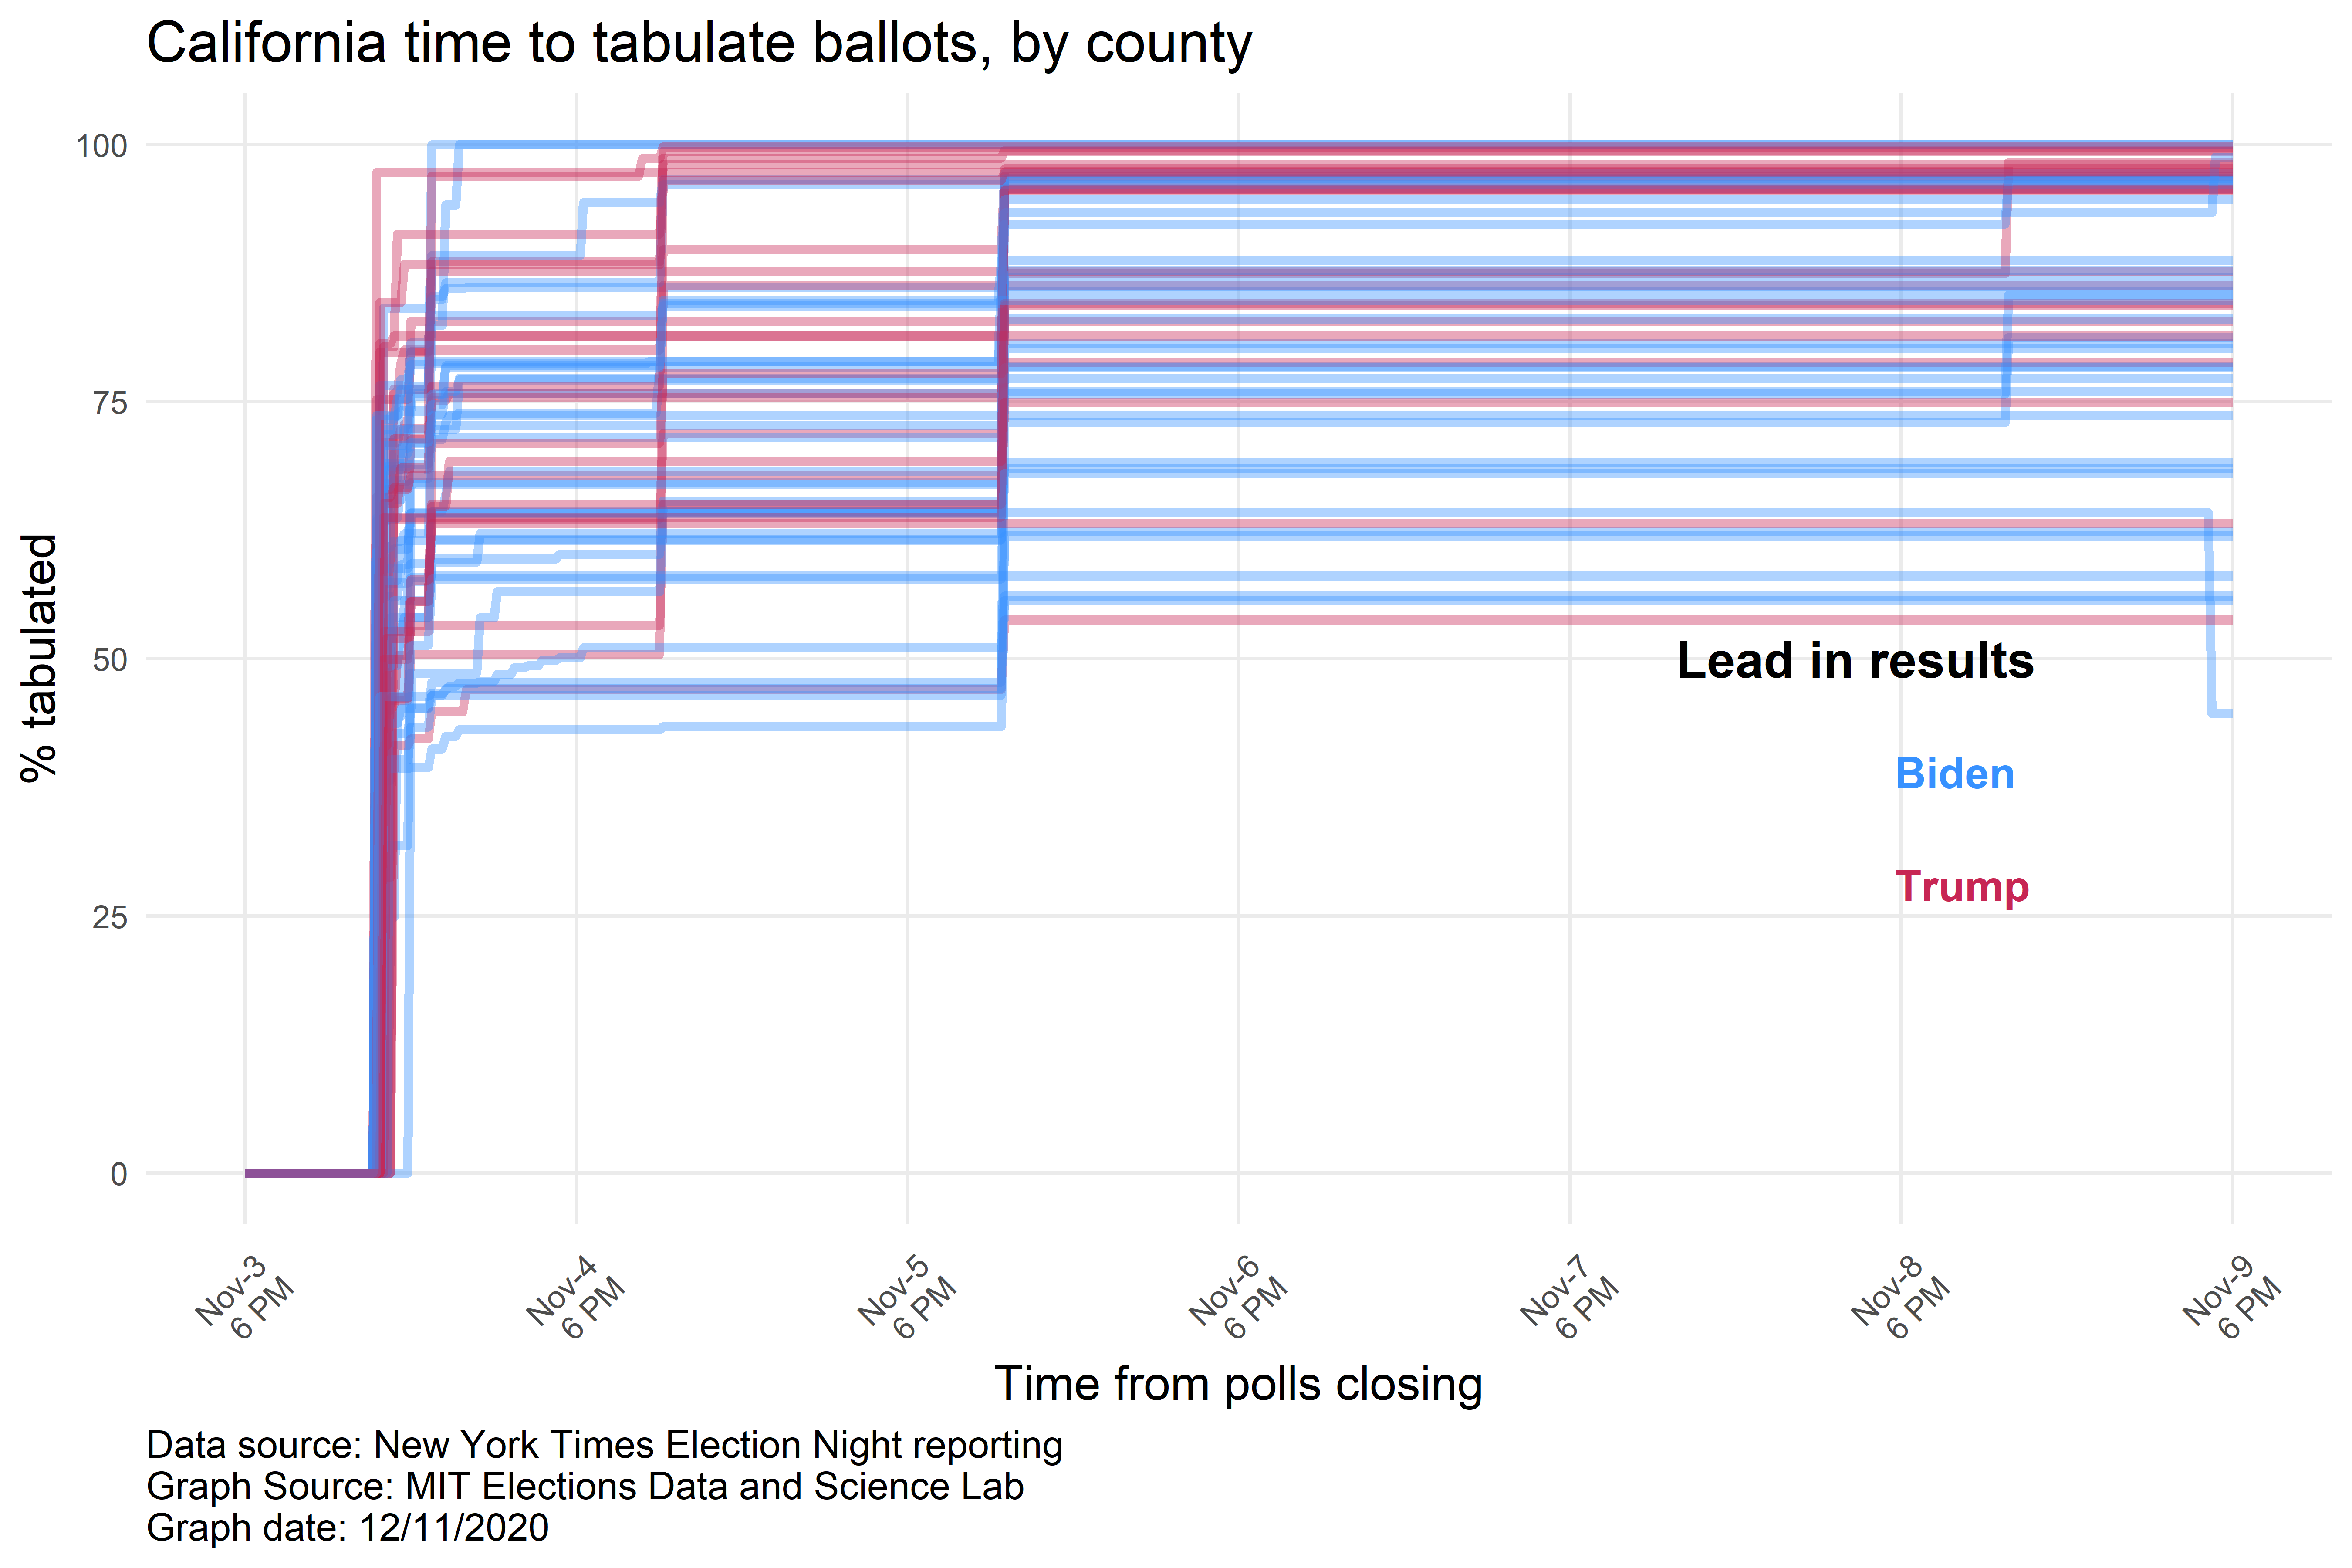 California time to tabulate ballots, by county
% tabulated
100
75
50
25
0
Lead in results
Biden
Trump
Nov-3
6 PM
Nov-4
6 PM
Nov-5
6 PM
Nov-6
6 PM
Nov-7
6 PM
Nov-8
6 PM
Nov-9
6 PM
Time from polls closing
Data source: New York Times Election Night reporting
Graph Source: MIT Elections Data and Science Lab
Graph date: 12/11/2020